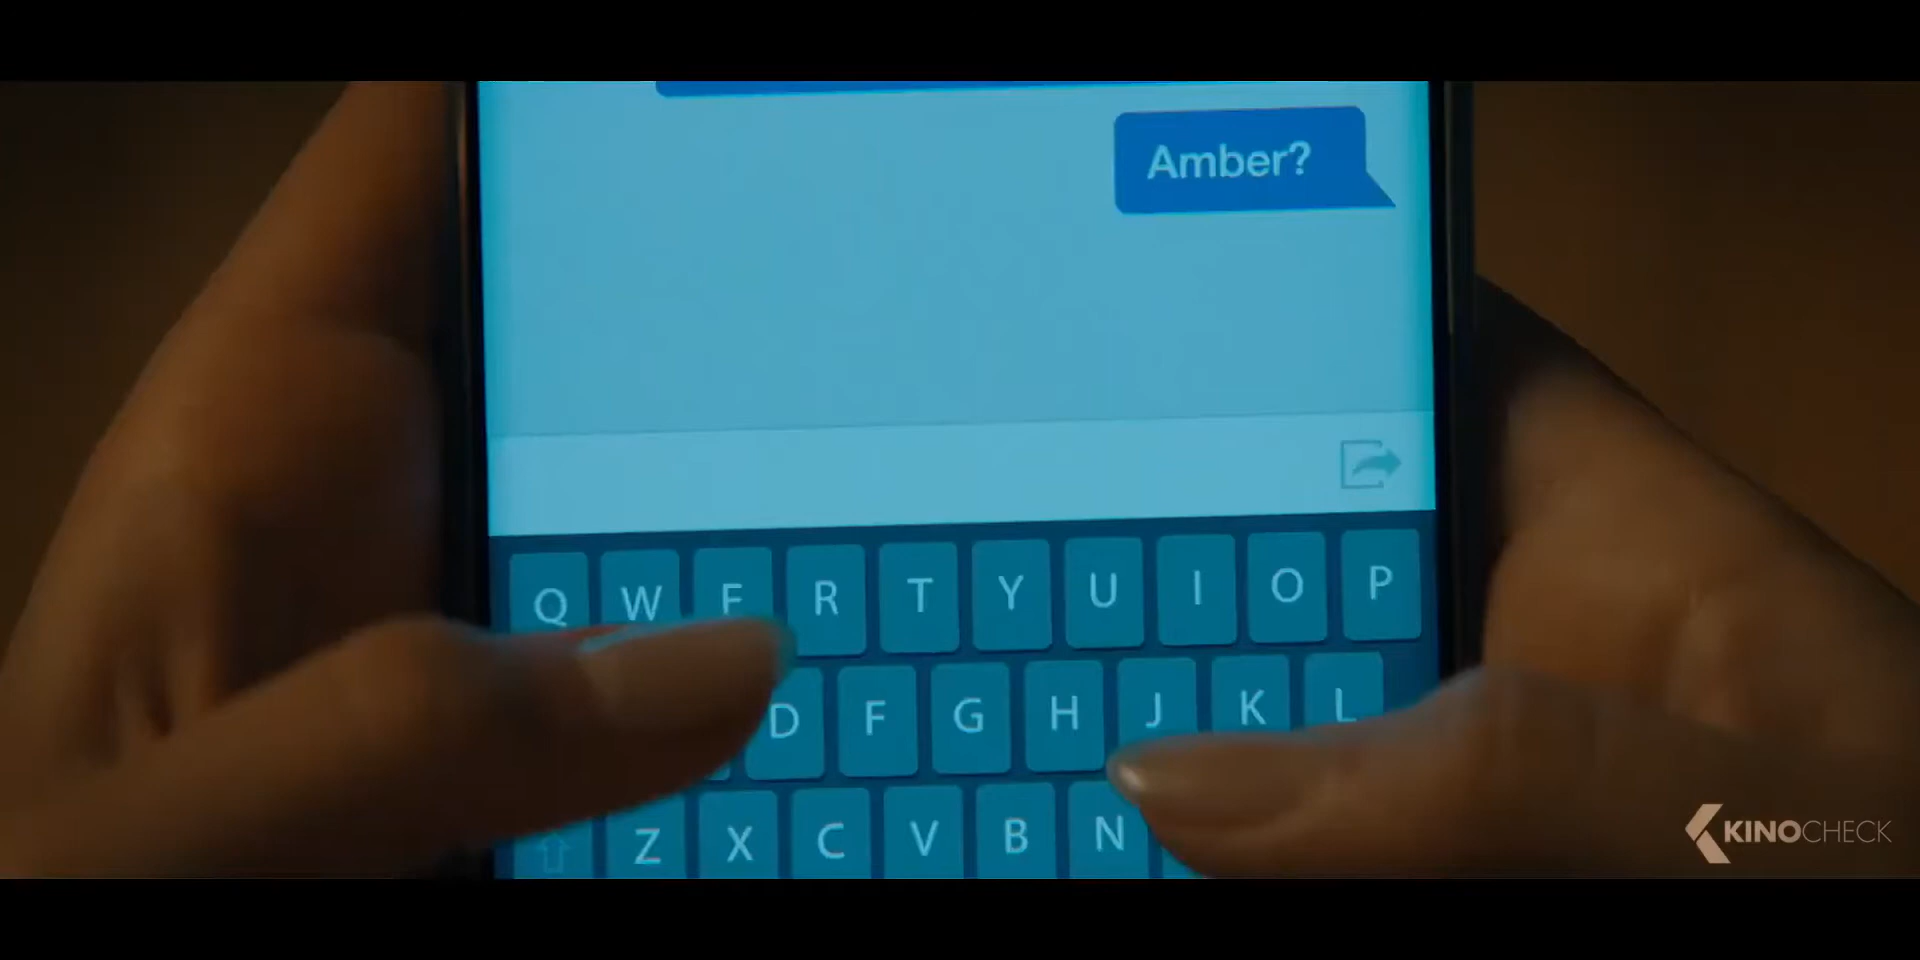 Amber?
Q W E R T Y U I O P
D F G H J K L
Z X C V B N
KINOCHECK